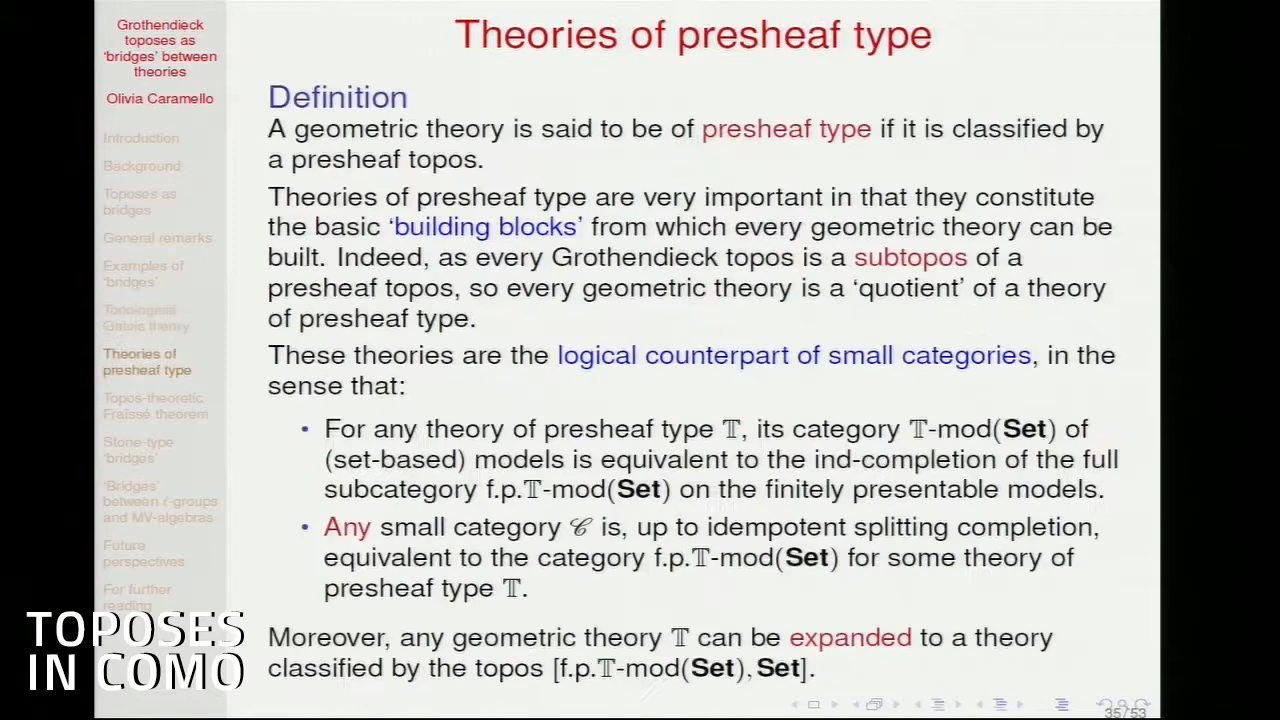 Grothendieck
toposes as
‘bridges’ between
theories
Olivia Caramello
Introduction
Background
Toposes as
bridges
General remarks
Examples of
‘bridges’
Topological
Galois theory
Theories of
presheaf type
Topos-theoretic
Fraïssé theorem
Stone-type
‘bridges’
‘Bridges’
between ℓ-groups
and MV-algebras
Future
perspectives
For further
reading
Theories of presheaf type
Definition
A geometric theory is said to be of presheaf type if it is classified by
a presheaf topos.
Theories of presheaf type are very important in that they constitute
the basic ‘building blocks’ from which every geometric theory can be
built. Indeed, as every Grothendieck topos is a subtopos of a
presheaf topos, so every geometric theory is a ‘quotient’ of a theory
of presheaf type.
These theories are the logical counterpart of small categories, in the
sense that:
• For any theory of presheaf type 𝕋, its category 𝕋-mod(Set) of
(set-based) models is equivalent to the ind-completion of the full
subcategory f.p.𝕋-mod(Set) on the finitely presentable models.
• Any small category 𝒞 is, up to idempotent splitting completion,
equivalent to the category f.p.𝕋-mod(Set) for some theory of
presheaf type 𝕋.
Moreover, any geometric theory 𝕋 can be expanded to a theory
classified by the topos [f.p.𝕋-mod(Set), Set].
35/53
TOPOSES
IN COMO